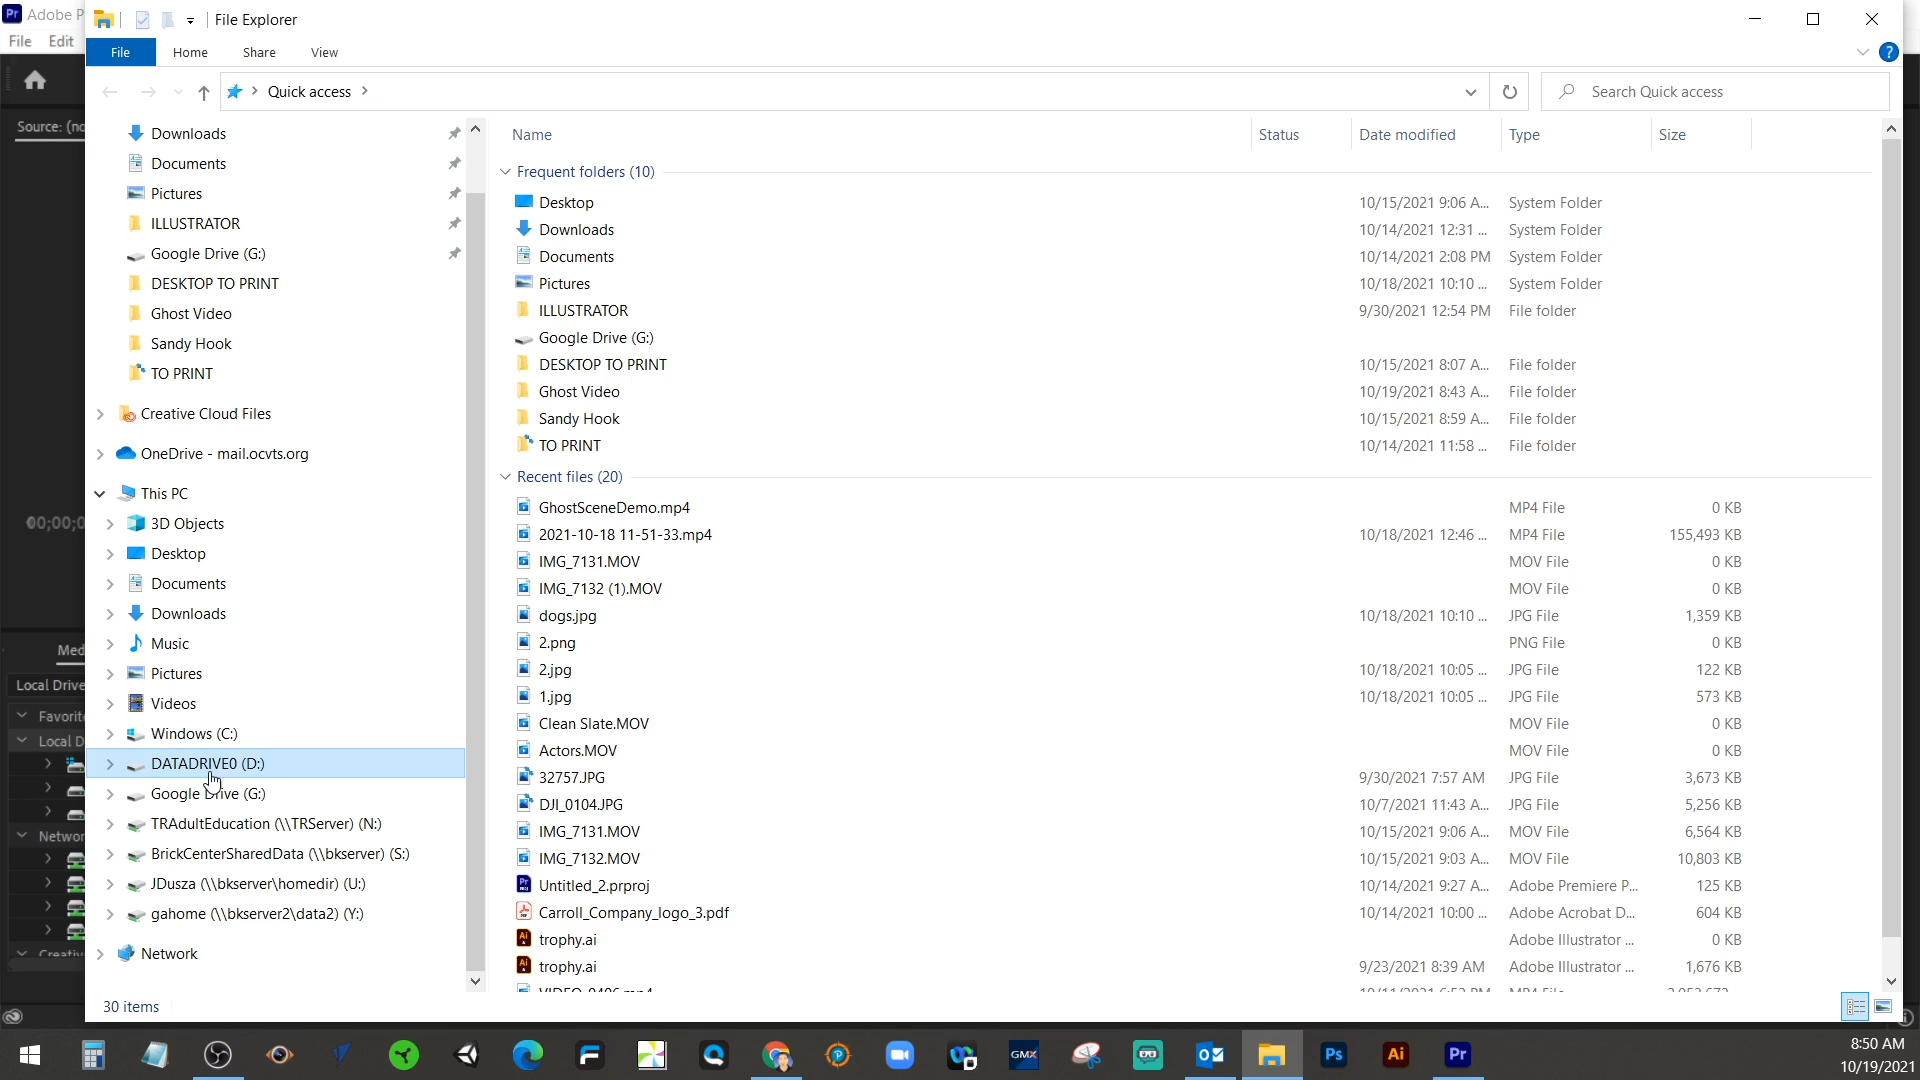 Pr Adobe P
File Explorer
File Edit
File Home Share View
Quick access
Search Quick access
Source: (no
Name Status Date modified Type Size
Downloads
Documents
Pictures
ILLUSTRATOR
Google Drive (G:)
DESKTOP TO PRINT
Ghost Video
Sandy Hook
TO PRINT
Creative Cloud Files
OneDrive - mail.ocvts.org
This PC
3D Objects
Desktop
Documents
Downloads
Music
Pictures
Videos
Windows (C:)
DATADRIVE0 (D:)
Google Drive (G:)
TRAdultEducation (\\TRServer) (N:)
BrickCenterSharedData (\\bkserver) (S:)
JDusza (\\bkserver\homedir) (U:)
gahome (\\bkserver2\data2) (Y:)
Network
Frequent folders (10)
Desktop 10/15/2021 9:06 A... System Folder
Downloads 10/14/2021 12:31 ... System Folder
Documents 10/14/2021 2:08 PM System Folder
Pictures 10/18/2021 10:10 ... System Folder
ILLUSTRATOR 9/30/2021 12:54 PM File folder
Google Drive (G:)
DESKTOP TO PRINT 10/15/2021 8:07 A... File folder
Ghost Video 10/19/2021 8:43 A... File folder
Sandy Hook 10/15/2021 8:59 A... File folder
TO PRINT 10/14/2021 11:58 ... File folder
Recent files (20)
GhostSceneDemo.mp4 MP4 File 0 KB
2021-10-18 11-51-33.mp4 10/18/2021 12:46 ... MP4 File 155,493 KB
IMG_7131.MOV MOV File 0 KB
IMG_7132 (1).MOV MOV File 0 KB
dogs.jpg 10/18/2021 10:10 ... JPG File 1,359 KB
2.png PNG File 0 KB
2.jpg 10/18/2021 10:05 ... JPG File 122 KB
1.jpg 10/18/2021 10:05 ... JPG File 573 KB
Clean Slate.MOV MOV File 0 KB
Actors.MOV MOV File 0 KB
32757.JPG 9/30/2021 7:57 AM JPG File 3,673 KB
DJI_0104.JPG 10/7/2021 11:43 A... JPG File 5,256 KB
IMG_7131.MOV 10/15/2021 9:06 A... MOV File 6,564 KB
IMG_7132.MOV 10/15/2021 9:03 A... MOV File 10,803 KB
Untitled_2.prproj 10/14/2021 9:27 A... Adobe Premiere P... 125 KB
Carroll_Company_logo_3.pdf 10/14/2021 10:00 ... Adobe Acrobat D... 604 KB
trophy.ai Adobe Illustrator ... 0 KB
trophy.ai 9/23/2021 8:39 AM Adobe Illustrator ... 1,676 KB
00;00;0
Med
Local Drive
Favorit
Local D
Networ
30 items
GMX Ps Ai Pr
8:50 AM
10/19/2021